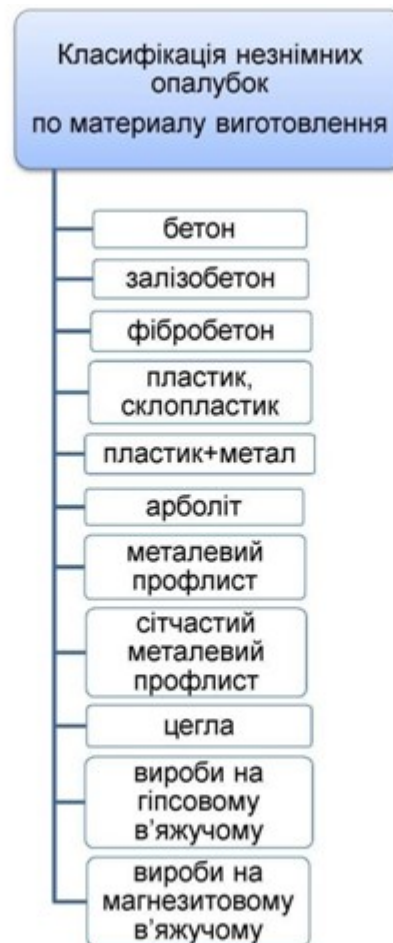 Класифікація незнімних
опалубок
по материалу виготовлення
бетон
залізобетон
фібробетон
пластик,
склопластик
пластик+метал
арболіт
металевий
профлист
сітчастий
металевий
профлист
цегла
вироби на
гіпсовому
в'яжучому
вироби на
магнезитовому
в'яжучому